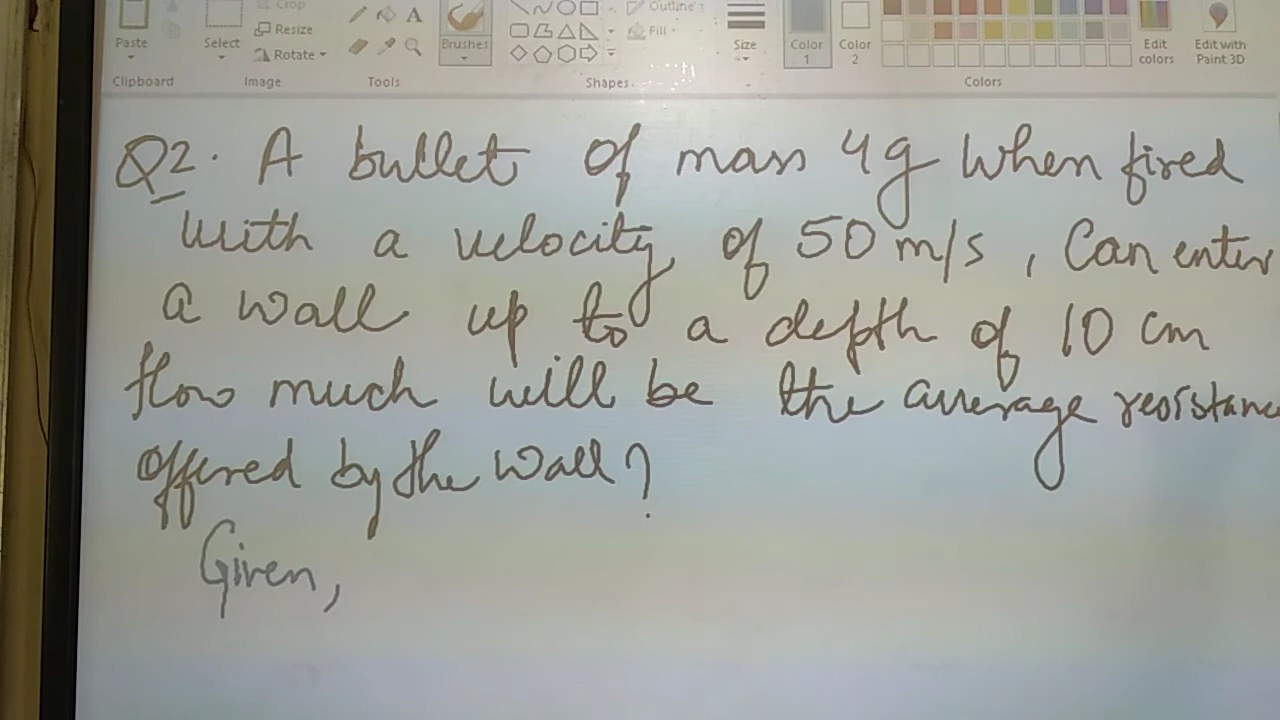 Crop
Outline
Resize
Fill
Paste
Select
Rotate
A
Brushes
Size
Color 1
Color 2
Edit colors
Edit with Paint 3D
Clipboard
Image
Tools
Shapes
Colors
Q2. A bullet of mass 4g when fired
with a velocity of 50 m/s, Can enter
a wall up to a depth of 10 cm
How much will be the average resistance
offered by the wall?
Given,